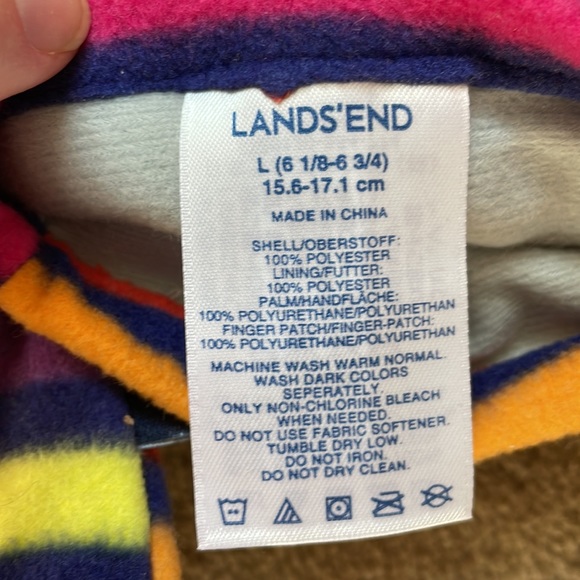 LANDS'END
L (6 1/8-6 3/4)
15.6-17.1 cm
MADE IN CHINA
SHELL/OBERSTOFF:
100% POLYESTER
LINING/FUTTER:
100% POLYESTER
PALM/HANDFLÄCHE:
100% POLYURETHANE/POLYURETHAN
FINGER PATCH/FINGER-PATCH:
100% POLYURETHANE/POLYURETHAN
MACHINE WASH WARM NORMAL.
WASH DARK COLORS
SEPERATELY.
ONLY NON-CHLORINE BLEACH
WHEN NEEDED.
DO NOT USE FABRIC SOFTENER.
TUMBLE DRY LOW.
DO NOT IRON.
DO NOT DRY CLEAN.